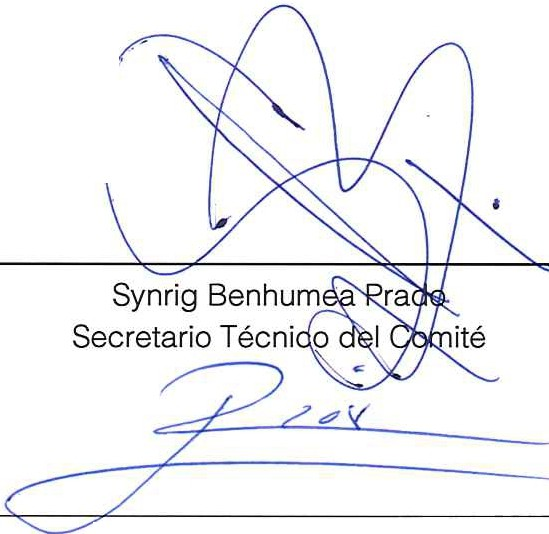 Synrig Benhumea Prado
Secretario Técnico del Comité